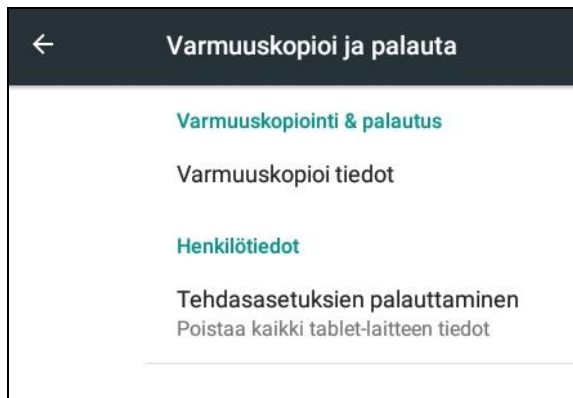 Varmuuskopioi ja palauta
Varmuuskopiointi & palautus
Varmuuskopioi tiedot
Henkilötiedot
Tehdasasetuksien palauttaminen
Poistaa kaikki tablet-laitteen tiedot